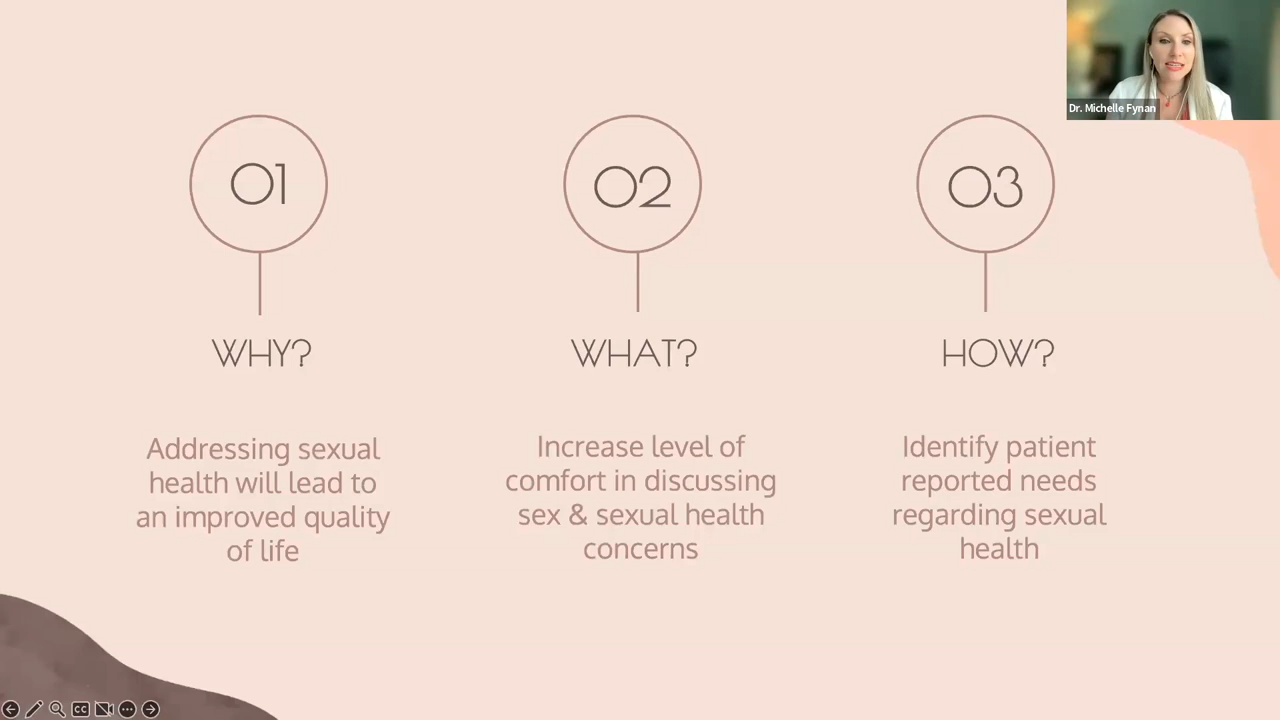 Dr. Michelle Fynan
01
02
03
WHY?
WHAT?
HOW?
Addressing sexual
health will lead to
an improved quality
of life
Increase level of
comfort in discussing
sex & sexual health
concerns
Identify patient
reported needs
regarding sexual
health
CC